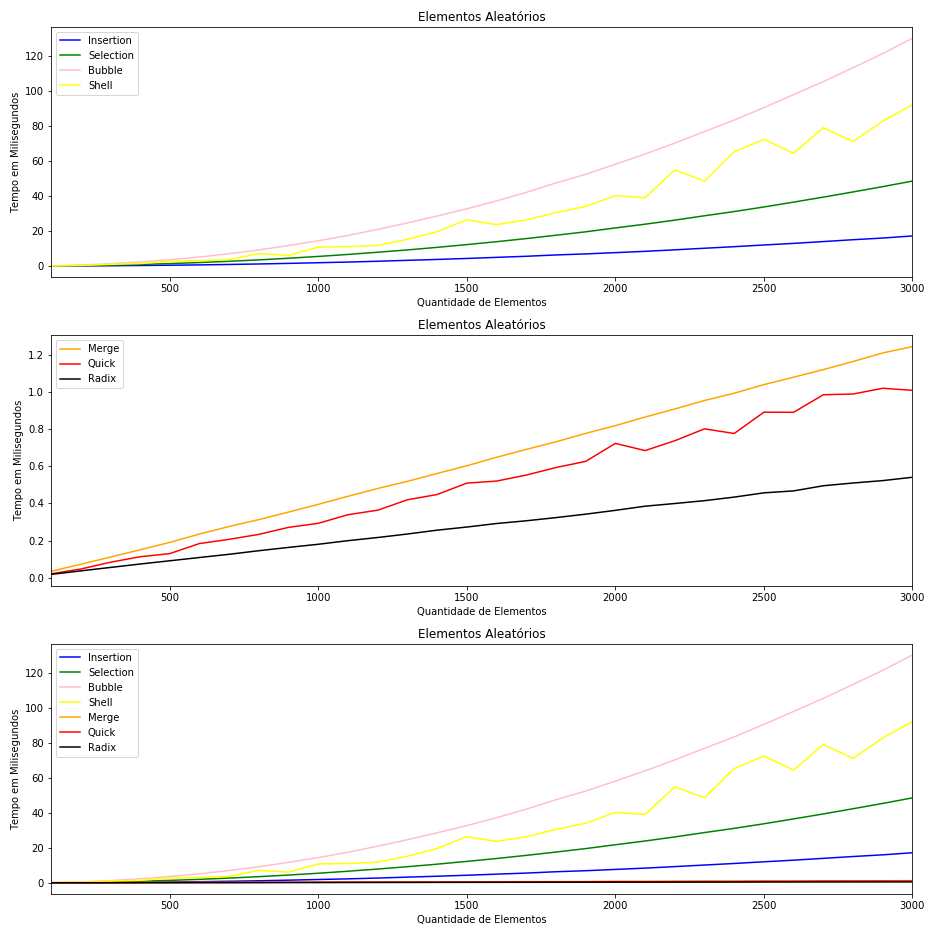 Elementos Aleatórios
Insertion
Selection
Bubble
Shell
120
100
80
60
40
20
0
Tempo em Milisegundos
500 1000 1500 2000 2500 3000
Quantidade de Elementos
Elementos Aleatórios
Merge
Quick
Radix
1.2
1.0
0.8
0.6
0.4
0.2
0.0
Tempo em Milisegundos
500 1000 1500 2000 2500 3000
Quantidade de Elementos
Elementos Aleatórios
Insertion
Selection
Bubble
Shell
Merge
Quick
Radix
120
100
80
60
40
20
0
Tempo em Milisegundos
500 1000 1500 2000 2500 3000
Quantidade de Elementos